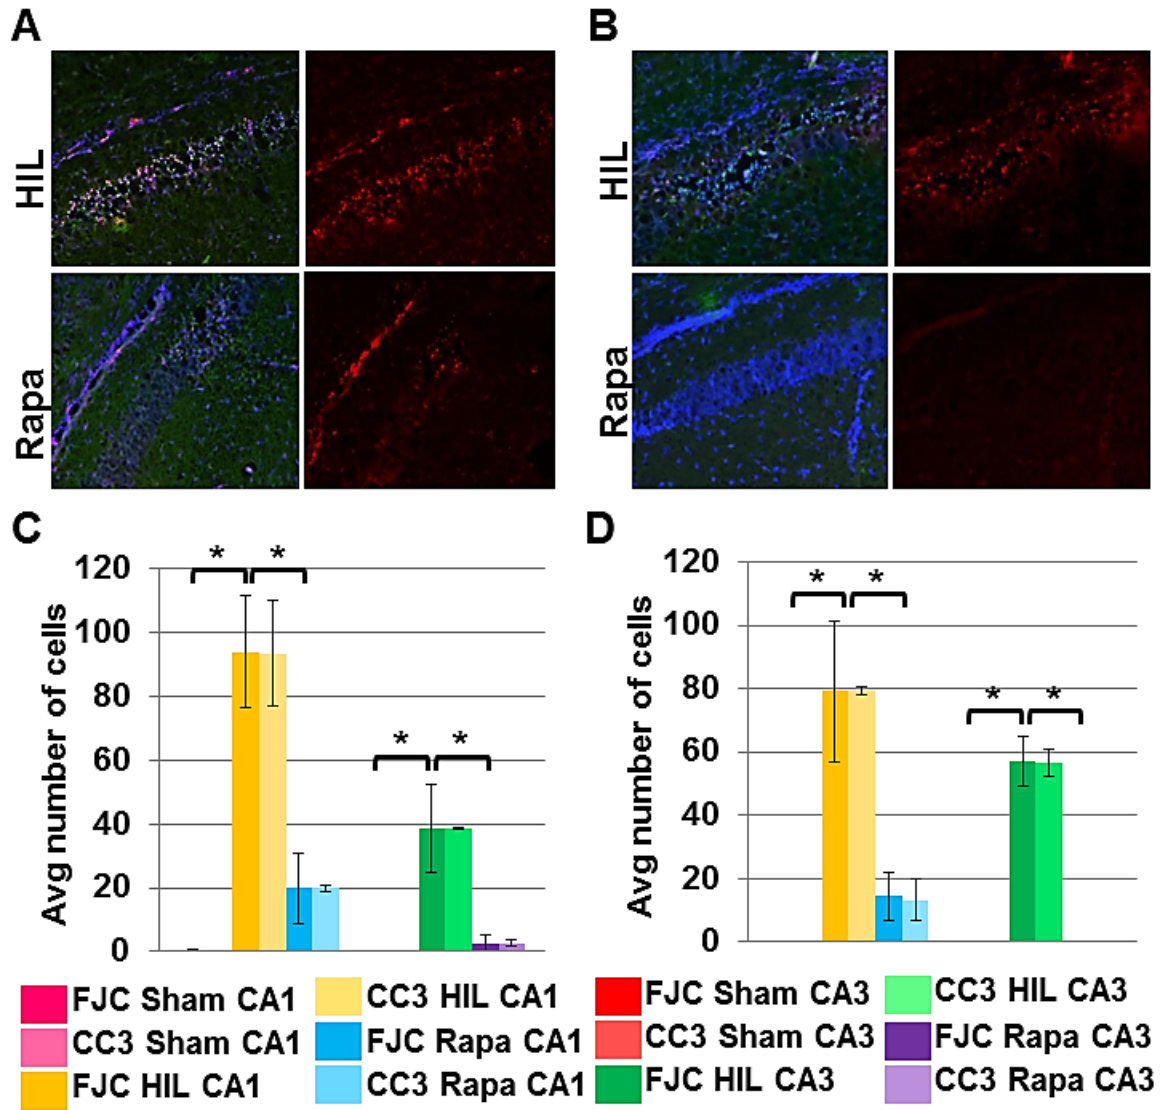 A
B
HIL
HIL
Rapa
Rapa
C
D
Avg number of cells
120
100
80
60
40
20
0
* *
* *
Avg number of cells
120
100
80
60
40
20
0
* *
* *
FJC Sham CA1
CC3 Sham CA1
FJC HIL CA1
CC3 HIL CA1
FJC Rapa CA1
CC3 Rapa CA1
FJC Sham CA3
CC3 Sham CA3
FJC HIL CA3
CC3 HIL CA3
FJC Rapa CA3
CC3 Rapa CA3